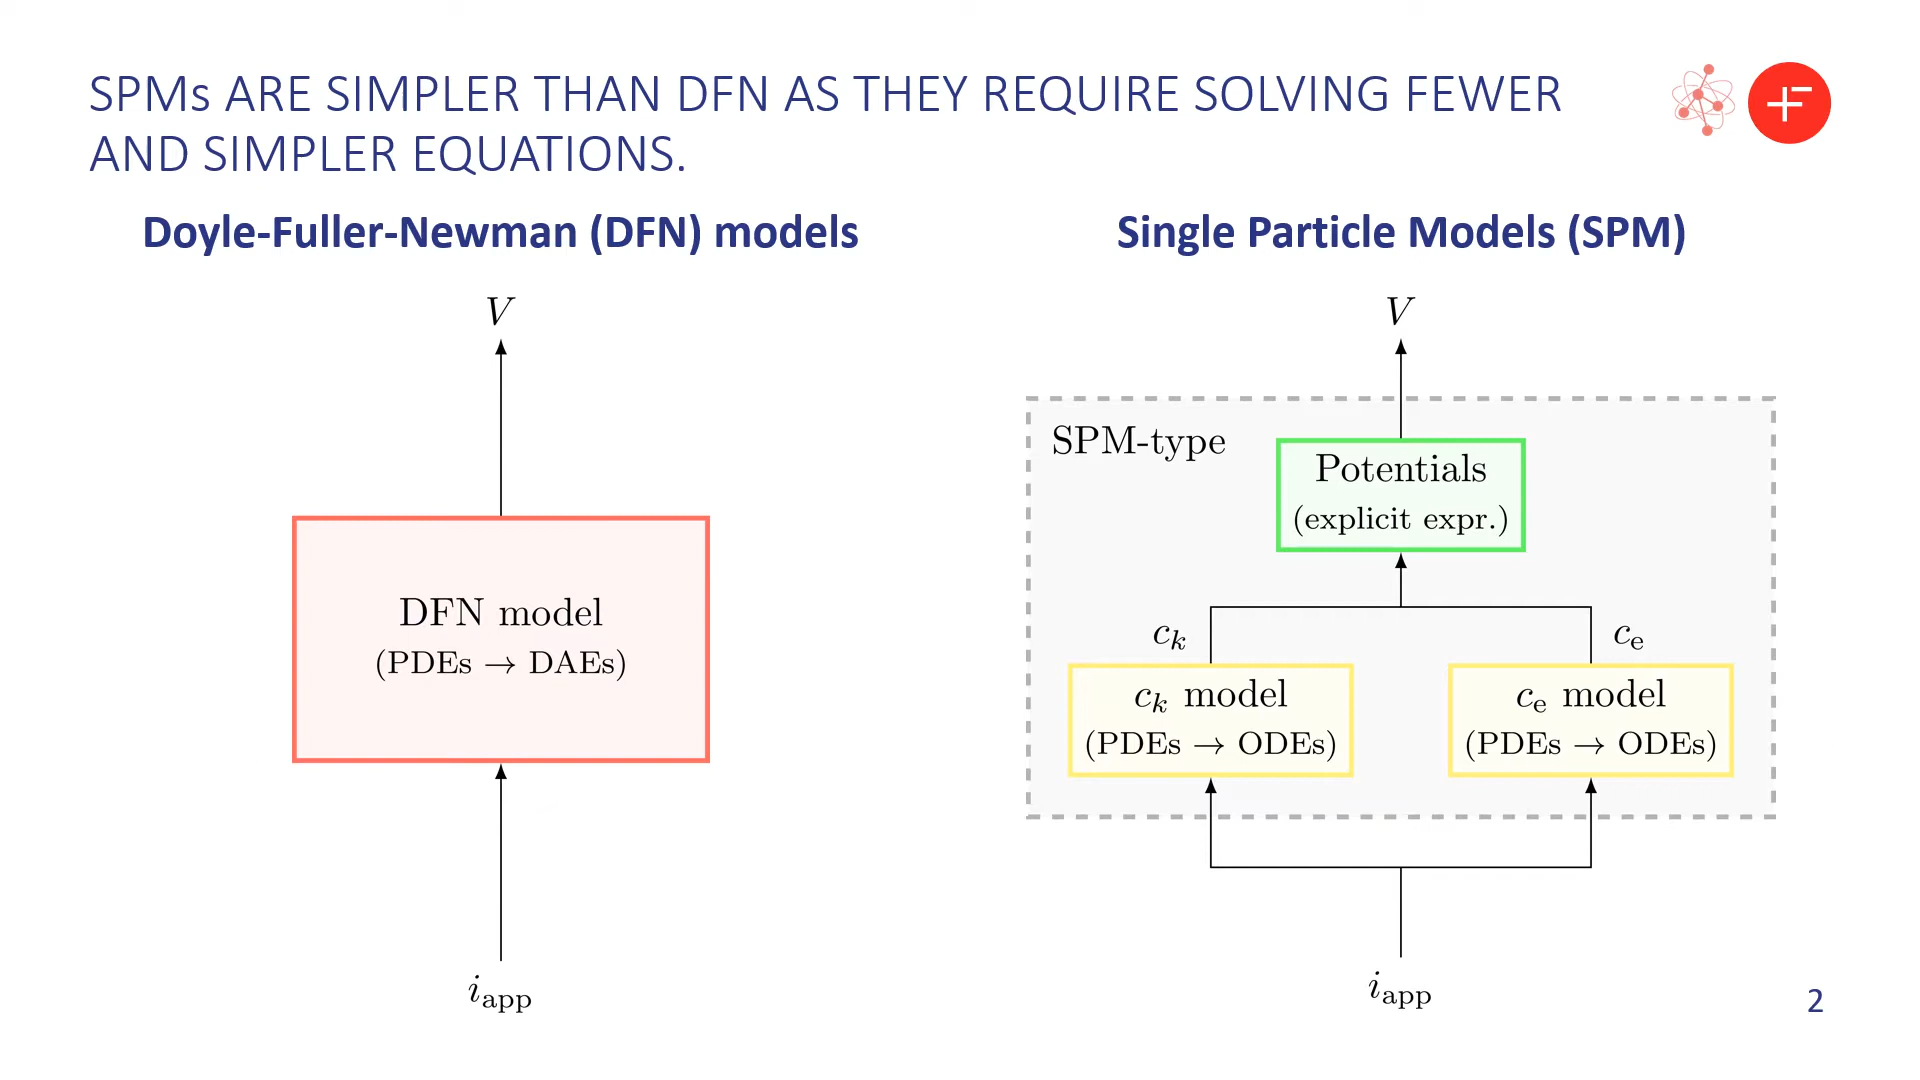 SPMs ARE SIMPLER THAN DFN AS THEY REQUIRE SOLVING FEWER
AND SIMPLER EQUATIONS.
Doyle-Fuller-Newman (DFN) models
V
DFN model
(PDEs → DAEs)
i_app
Single Particle Models (SPM)
V
SPM-type
Potentials
(explicit expr.)
c_k
c_e
c_k model
(PDEs → ODEs)
c_e model
(PDEs → ODEs)
i_app
2